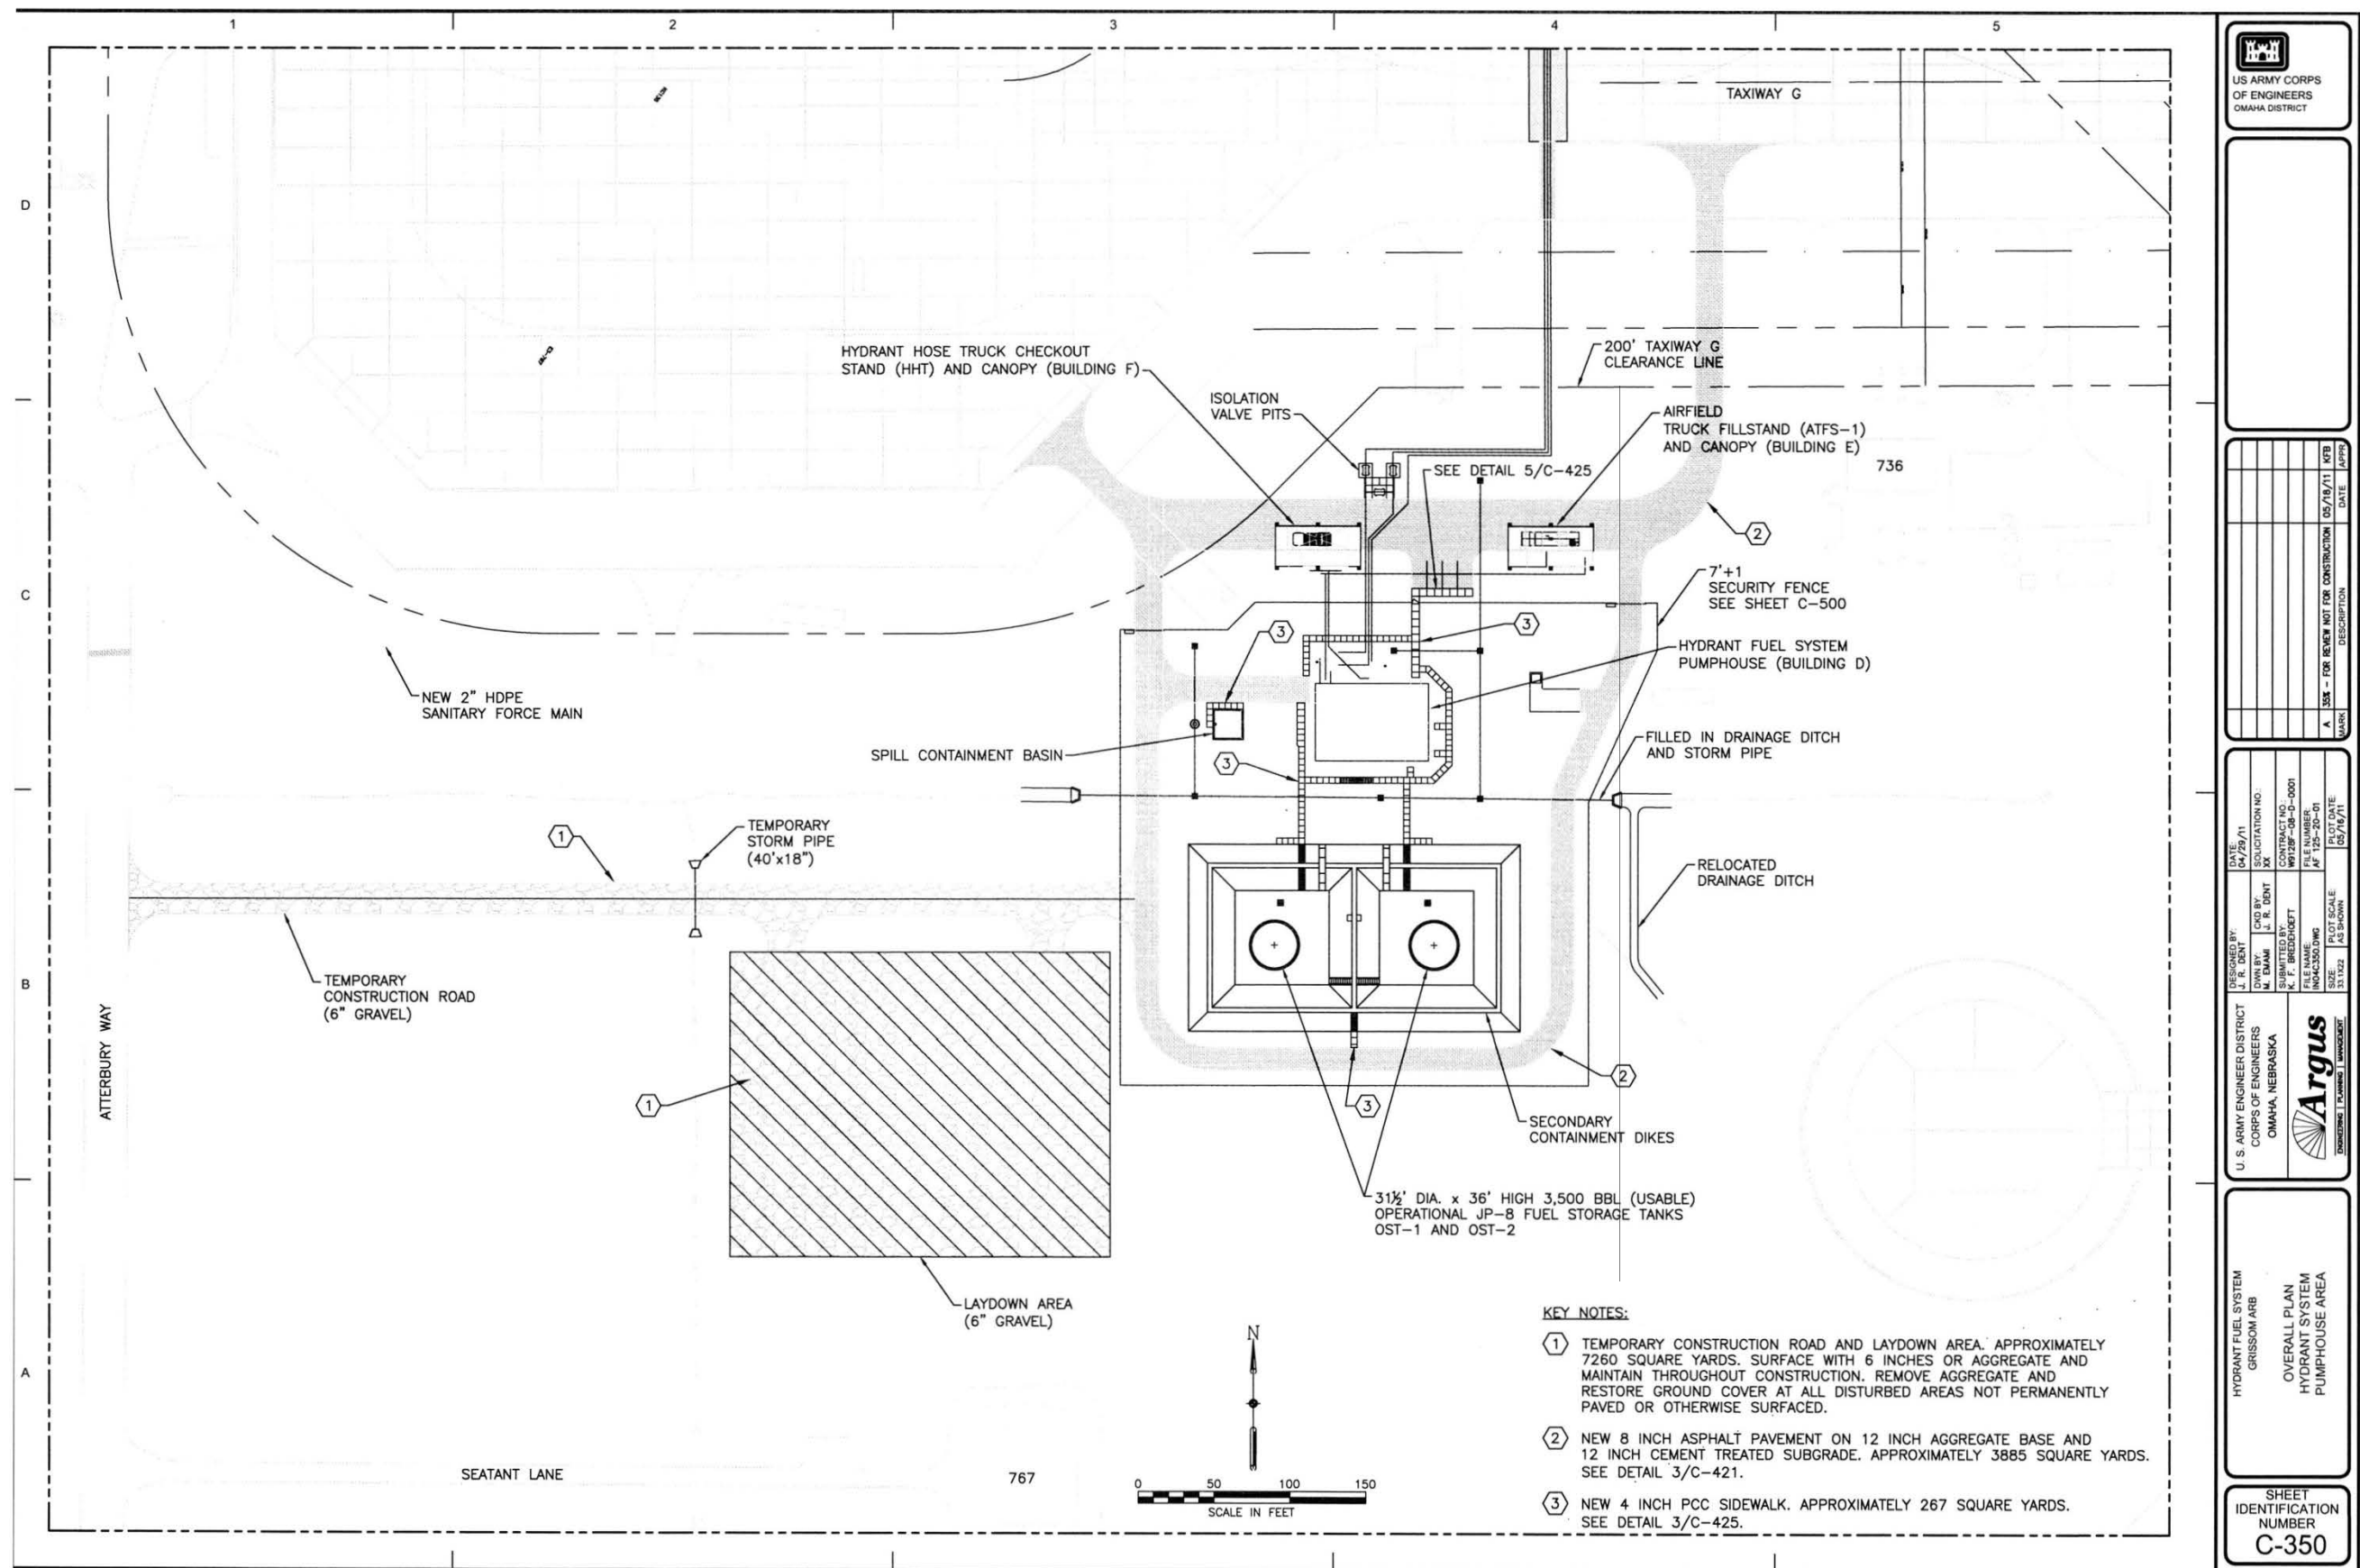 1
2
3
4
5
D
C
B
A
TAXIWAY G
HYDRANT HOSE TRUCK CHECKOUT
STAND (HHT) AND CANOPY (BUILDING F)
ISOLATION
VALVE PITS
200' TAXIWAY G
CLEARANCE LINE
AIRFIELD
TRUCK FILLSTAND (ATFS-1)
AND CANOPY (BUILDING E)
736
SEE DETAIL 5/C-425
2
7'+1
SECURITY FENCE
SEE SHEET C-500
3
3
HYDRANT FUEL SYSTEM
PUMPHOUSE (BUILDING D)
NEW 2" HDPE
SANITARY FORCE MAIN
SPILL CONTAINMENT BASIN
3
FILLED IN DRAINAGE DITCH
AND STORM PIPE
1
TEMPORARY
STORM PIPE
(40'x18")
RELOCATED
DRAINAGE DITCH
TEMPORARY
CONSTRUCTION ROAD
(6" GRAVEL)
ATTERBURY WAY
1
3
2
SECONDARY
CONTAINMENT DIKES
31½' DIA. x 36' HIGH 3,500 BBL (USABLE)
OPERATIONAL JP-8 FUEL STORAGE TANKS
OST-1 AND OST-2
LAYDOWN AREA
(6" GRAVEL)
N
0 50 100 150
SCALE IN FEET
SEATANT LANE
767
KEY NOTES:
1 TEMPORARY CONSTRUCTION ROAD AND LAYDOWN AREA. APPROXIMATELY
7260 SQUARE YARDS. SURFACE WITH 6 INCHES OR AGGREGATE AND
MAINTAIN THROUGHOUT CONSTRUCTION. REMOVE AGGREGATE AND
RESTORE GROUND COVER AT ALL DISTURBED AREAS NOT PERMANENTLY
PAVED OR OTHERWISE SURFACED.
2 NEW 8 INCH ASPHALT PAVEMENT ON 12 INCH AGGREGATE BASE AND
12 INCH CEMENT TREATED SUBGRADE. APPROXIMATELY 3885 SQUARE YARDS.
SEE DETAIL 3/C-421.
3 NEW 4 INCH PCC SIDEWALK. APPROXIMATELY 267 SQUARE YARDS.
SEE DETAIL 3/C-425.
US ARMY CORPS
OF ENGINEERS
OMAHA DISTRICT
A 35% - FOR REVIEW NOT FOR CONSTRUCTION 05/18/11 KFB
MARK DESCRIPTION DATE APPR
DESIGNED BY:
J. R. DENT
DATE:
04/29/11
DWN BY:
M. EMAMI
CKD BY:
J. R. DENT
SOLICITATION NO.:
XX
SUBMITTED BY:
K. F. BREDEHOEFT
CONTRACT NO.:
W9128F-08-D-0001
FILE NAME:
IN04C350.DWG
FILE NUMBER:
AF 125-20-01
SIZE:
33.1X22
PLOT SCALE:
AS SHOWN
PLOT DATE:
05/16/11
U. S. ARMY ENGINEER DISTRICT
CORPS OF ENGINEERS
OMAHA, NEBRASKA
Argus
ENGINEERING | PLANNING | MANAGEMENT
HYDRANT FUEL SYSTEM
GRISSOM ARB
OVERALL PLAN
HYDRANT SYSTEM
PUMPHOUSE AREA
SHEET
IDENTIFICATION
NUMBER
C-350